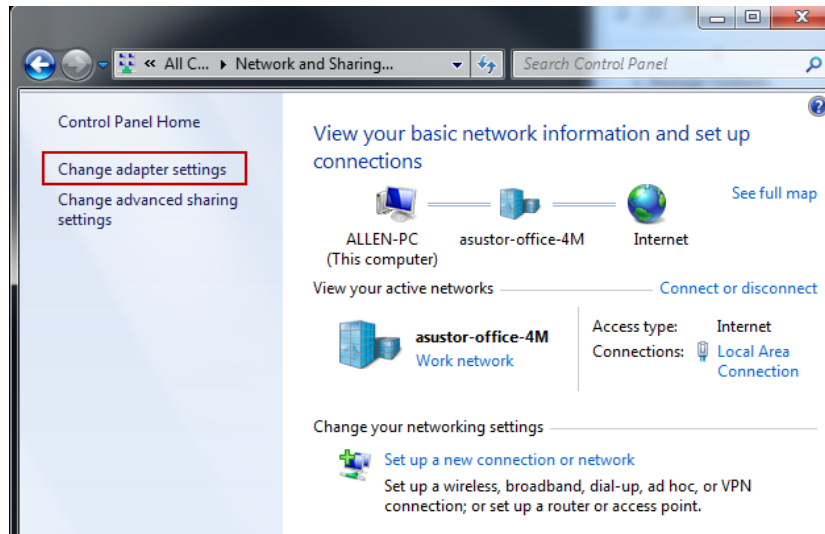 « All C... ▸ Network and Sharing...
Search Control Panel
Control Panel Home
Change adapter settings
Change advanced sharing
settings
View your basic network information and set up
connections
See full map
ALLEN-PC
(This computer)
asustor-office-4M
Internet
View your active networks
Connect or disconnect
asustor-office-4M
Work network
Access type: Internet
Connections: Local Area
Connection
Change your networking settings
Set up a new connection or network
Set up a wireless, broadband, dial-up, ad hoc, or VPN
connection; or set up a router or access point.